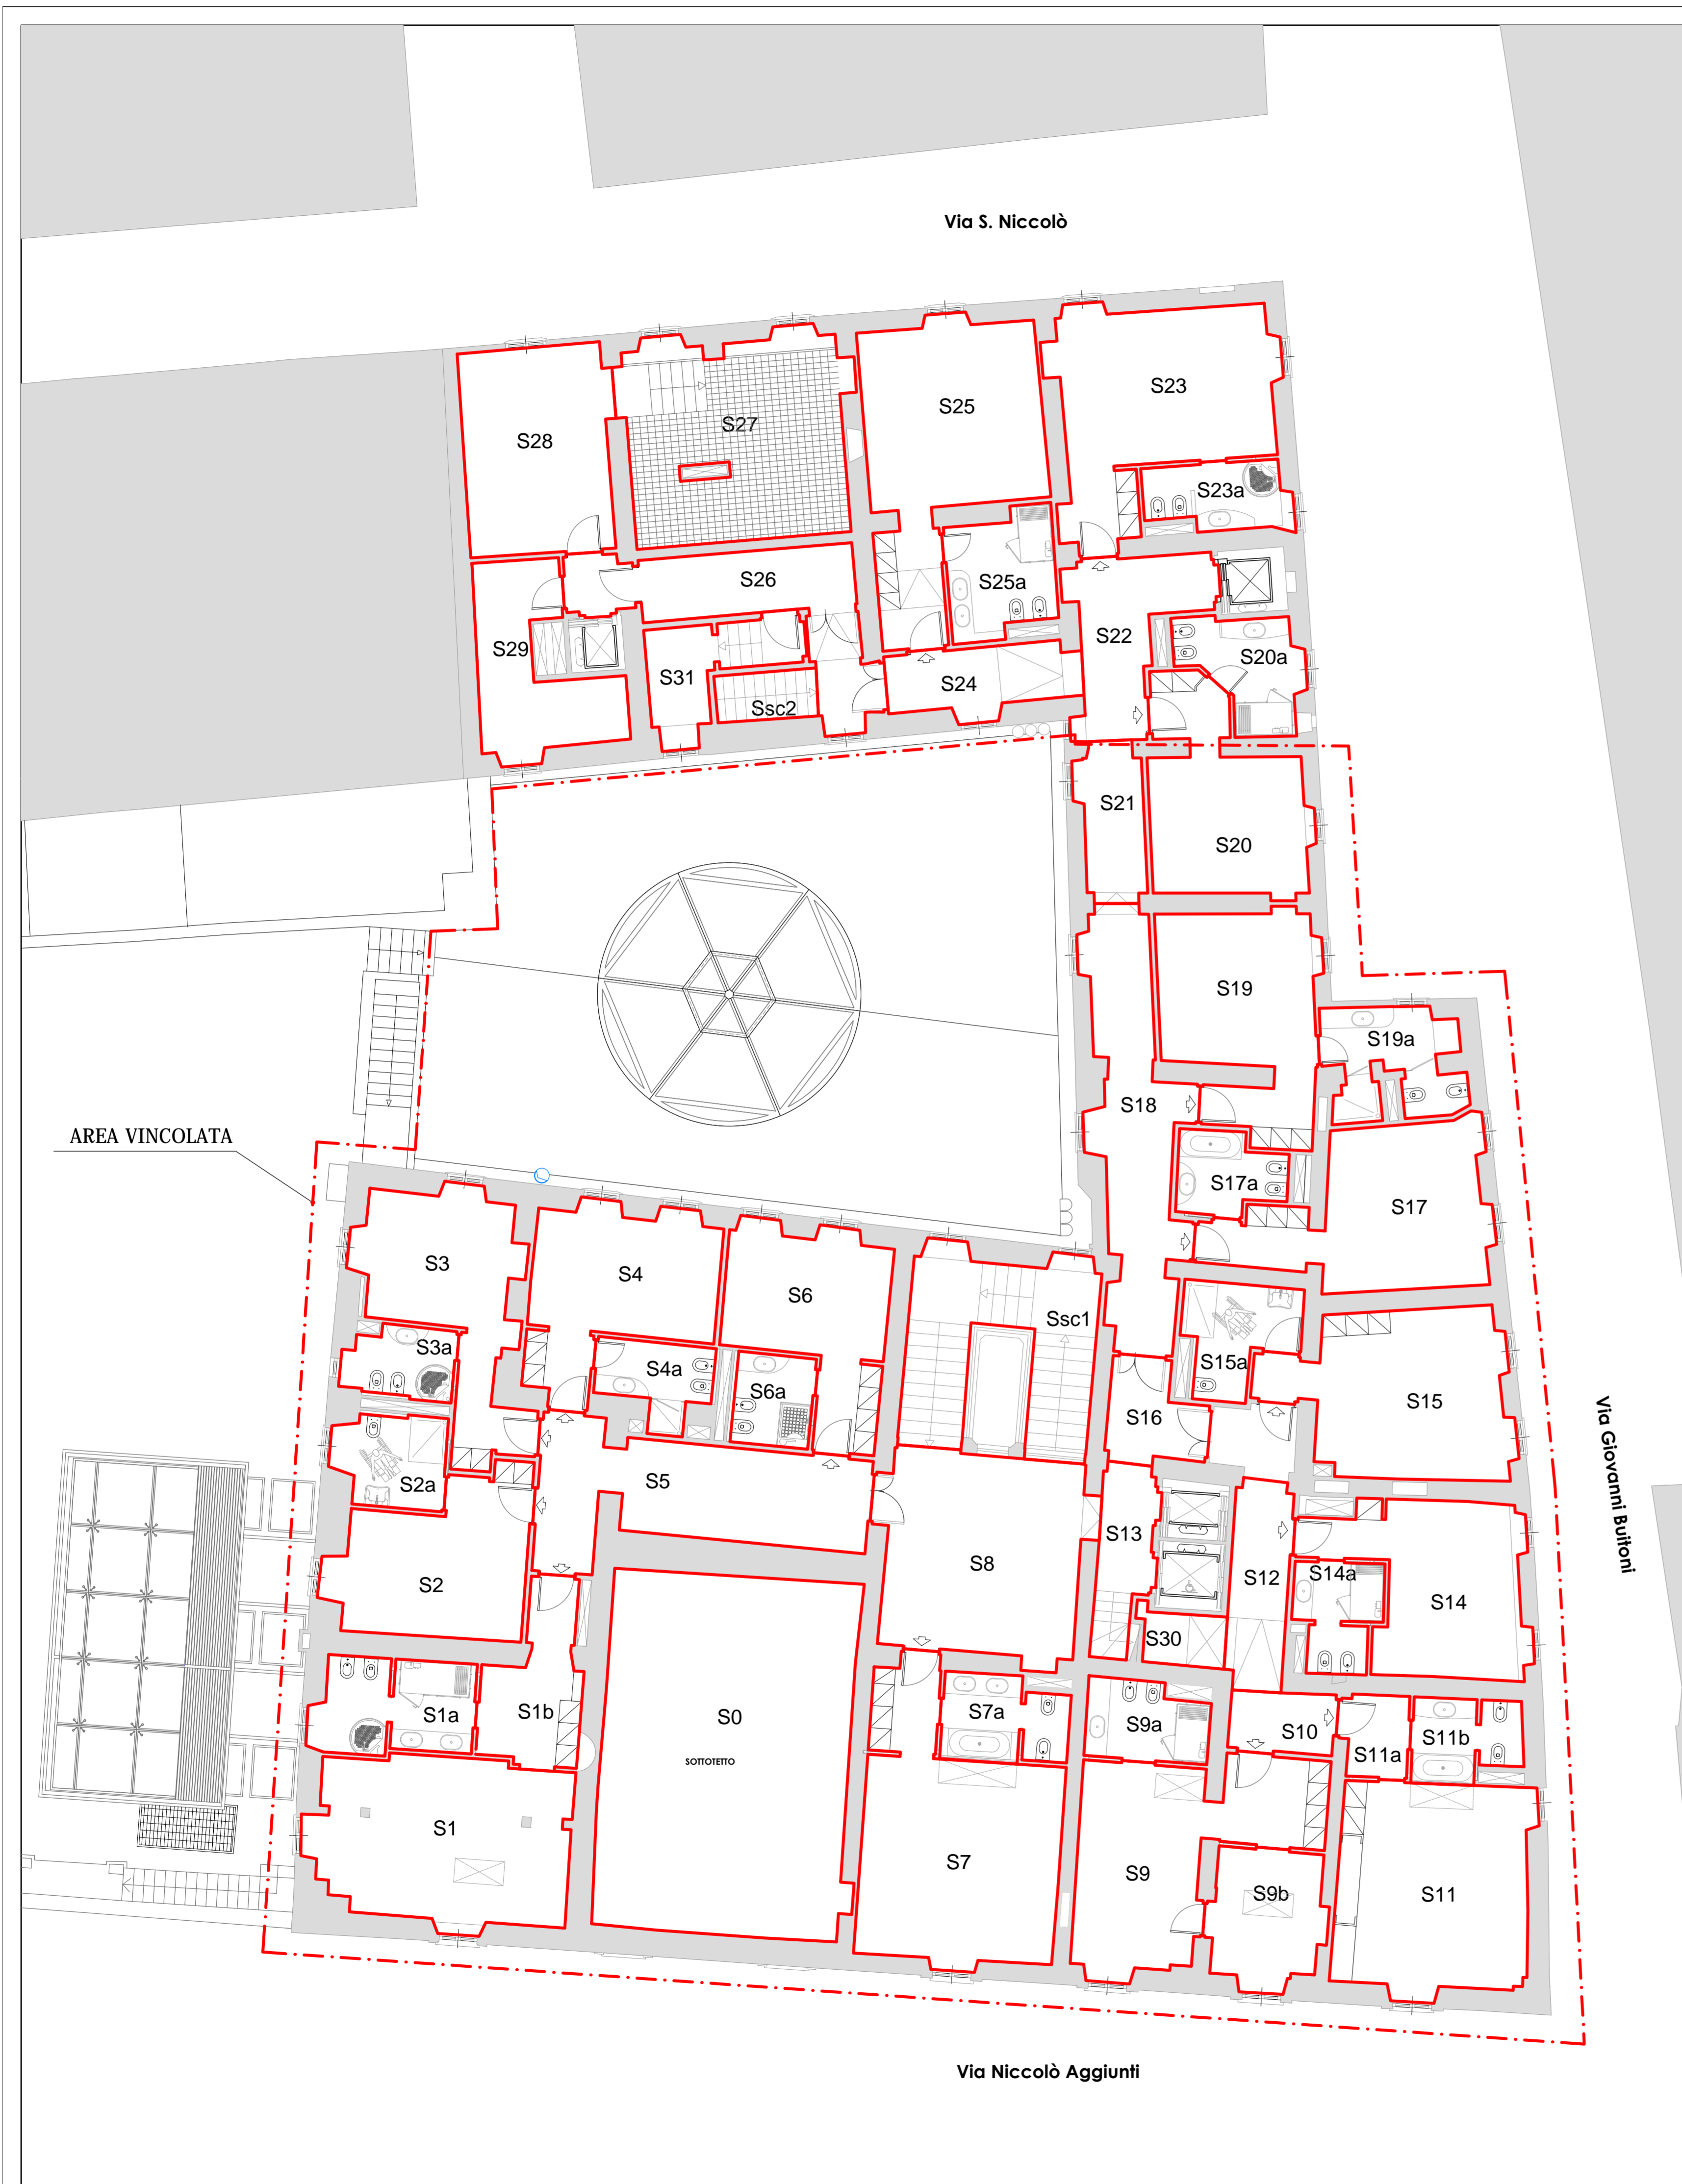 Via S. Niccolò
S23
S25
S27
S28
S23a
S26
S25a
S22
S29
S20a
S31
S24
Ssc2
S21
S20
S19
S19a
S18
AREA VINCOLATA
S17a
S17
S3
S4
S6
Ssc1
S3a
S4a
S6a
S15a
S15
S16
Via Giovanni Buitoni
S2a
S5
S13
S8
S12
S14a
S2
S14
S30
S1a
S1b
S0
S7a
S9a
S10
S11b
S11a
SOTTOTETTO
S1
S7
S9
S9b
S11
Via Niccolò Aggiunti